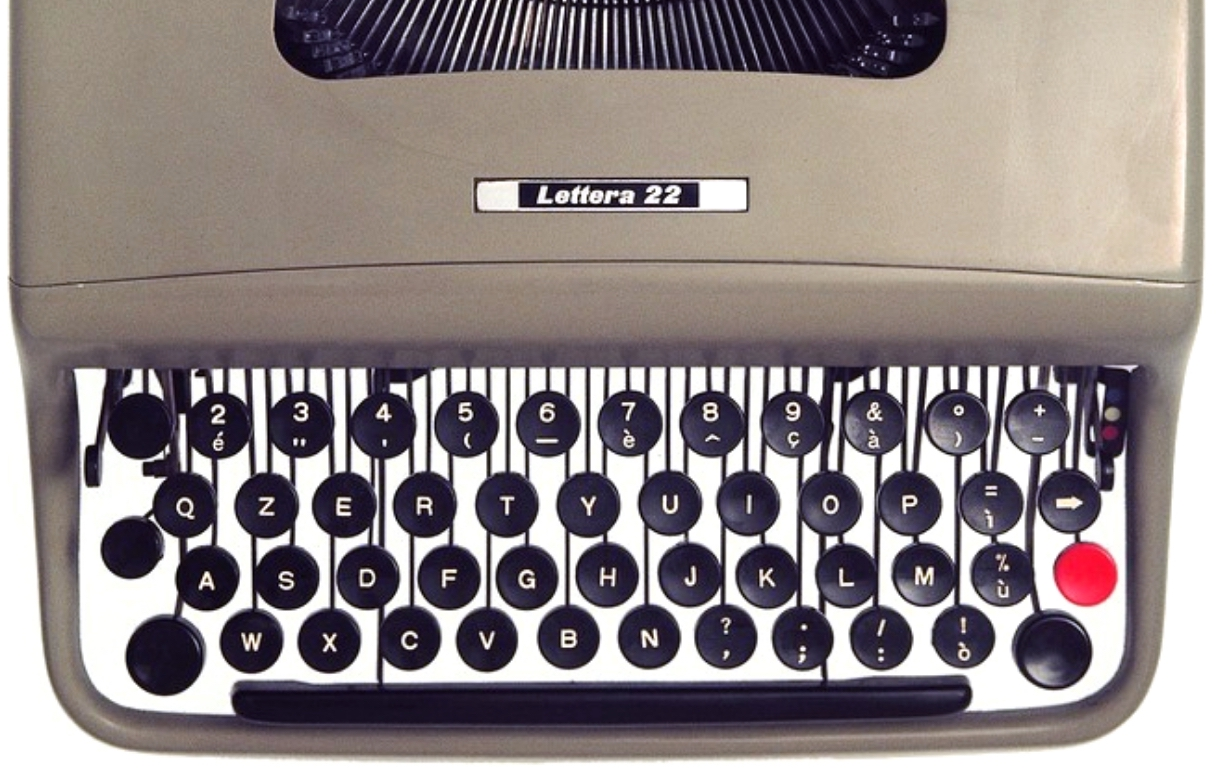 Lettera 22
2 3 4 5 6 7 8 9 & ° +
é " ' ( _ è ^ ç à ) -
Q Z E R T Y U I O P = ➡
ì
A S D F G H J K L M %
ù
W X C V B N ? . / !
, ; : ò